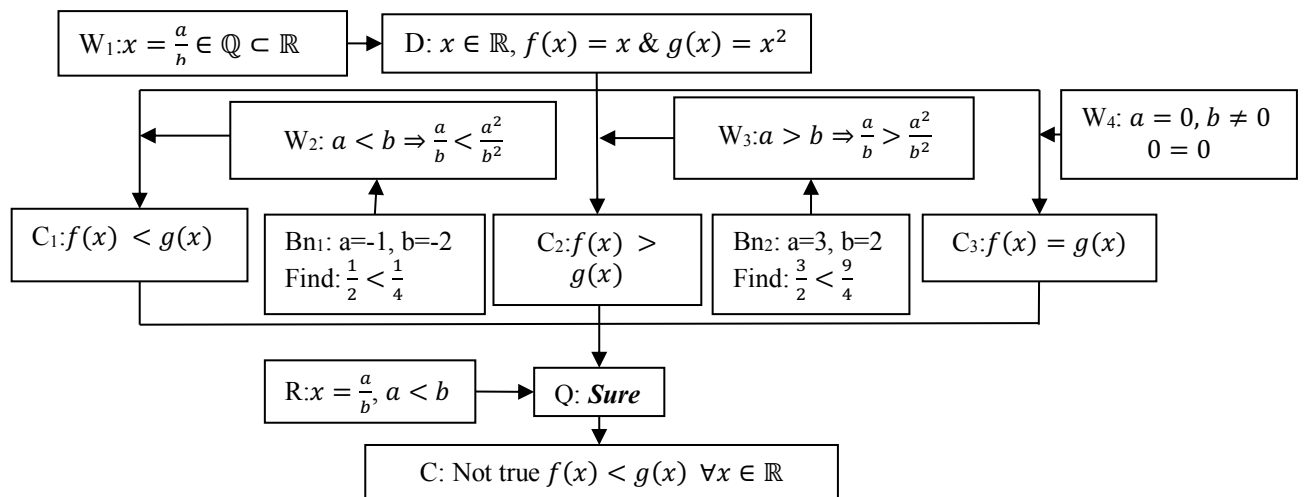 W₁:𝑥 = a/b ∈ ℚ ⊂ ℝ
D: 𝑥 ∈ ℝ, 𝑓(𝑥) = 𝑥 & 𝑔(𝑥) = 𝑥²
W₂: 𝑎 < 𝑏 ⇒ a/b < a²/b²
W₃:𝑎 > 𝑏 ⇒ a/b > a²/b²
W₄: 𝑎 = 0, 𝑏 ≠ 0
0 = 0
C₁:𝑓(𝑥) < 𝑔(𝑥)
Bn₁: a=-1, b=-2
Find: 1/2 < 1/4
C₂:𝑓(𝑥) >
𝑔(𝑥)
Bn₂: a=3, b=2
Find: 3/2 < 9/4
C₃:𝑓(𝑥) = 𝑔(𝑥)
R:𝑥 = a/b, 𝑎 < 𝑏
Q: Sure
C: Not true 𝑓(𝑥) < 𝑔(𝑥) ∀𝑥 ∈ ℝ